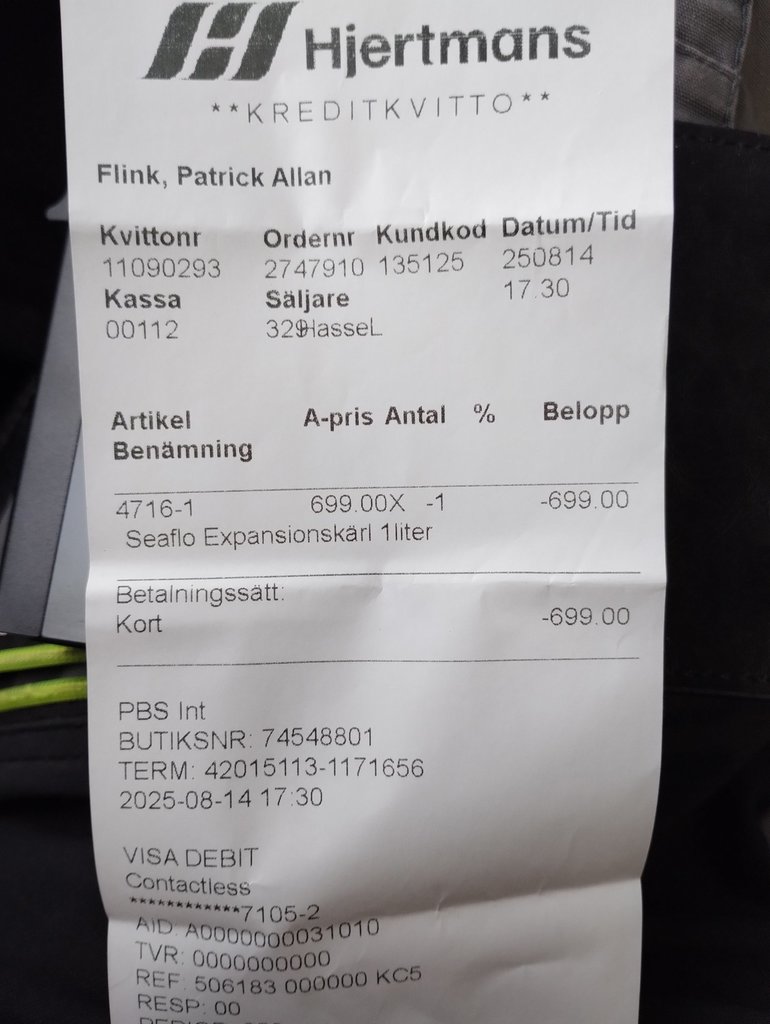 Hjertmans
**KREDITKVITTO**
Flink, Patrick Allan
Kvittonr Ordernr Kundkod Datum/Tid
11090293 2747910 135125 250814
Kassa Säljare 17.30
00112 329HasseL
Artikel A-pris Antal % Belopp
Benämning
4716-1 699.00X -1 -699.00
Seaflo Expansionskärl 1liter
Betalningssätt:
Kort -699.00
PBS Int
BUTIKSNR: 74548801
TERM: 42015113-1171656
2025-08-14 17:30
VISA DEBIT
Contactless
************7105-2
AID: A0000000031010
TVR: 0000000000
REF: 506183 000000 KC5
RESP: 00